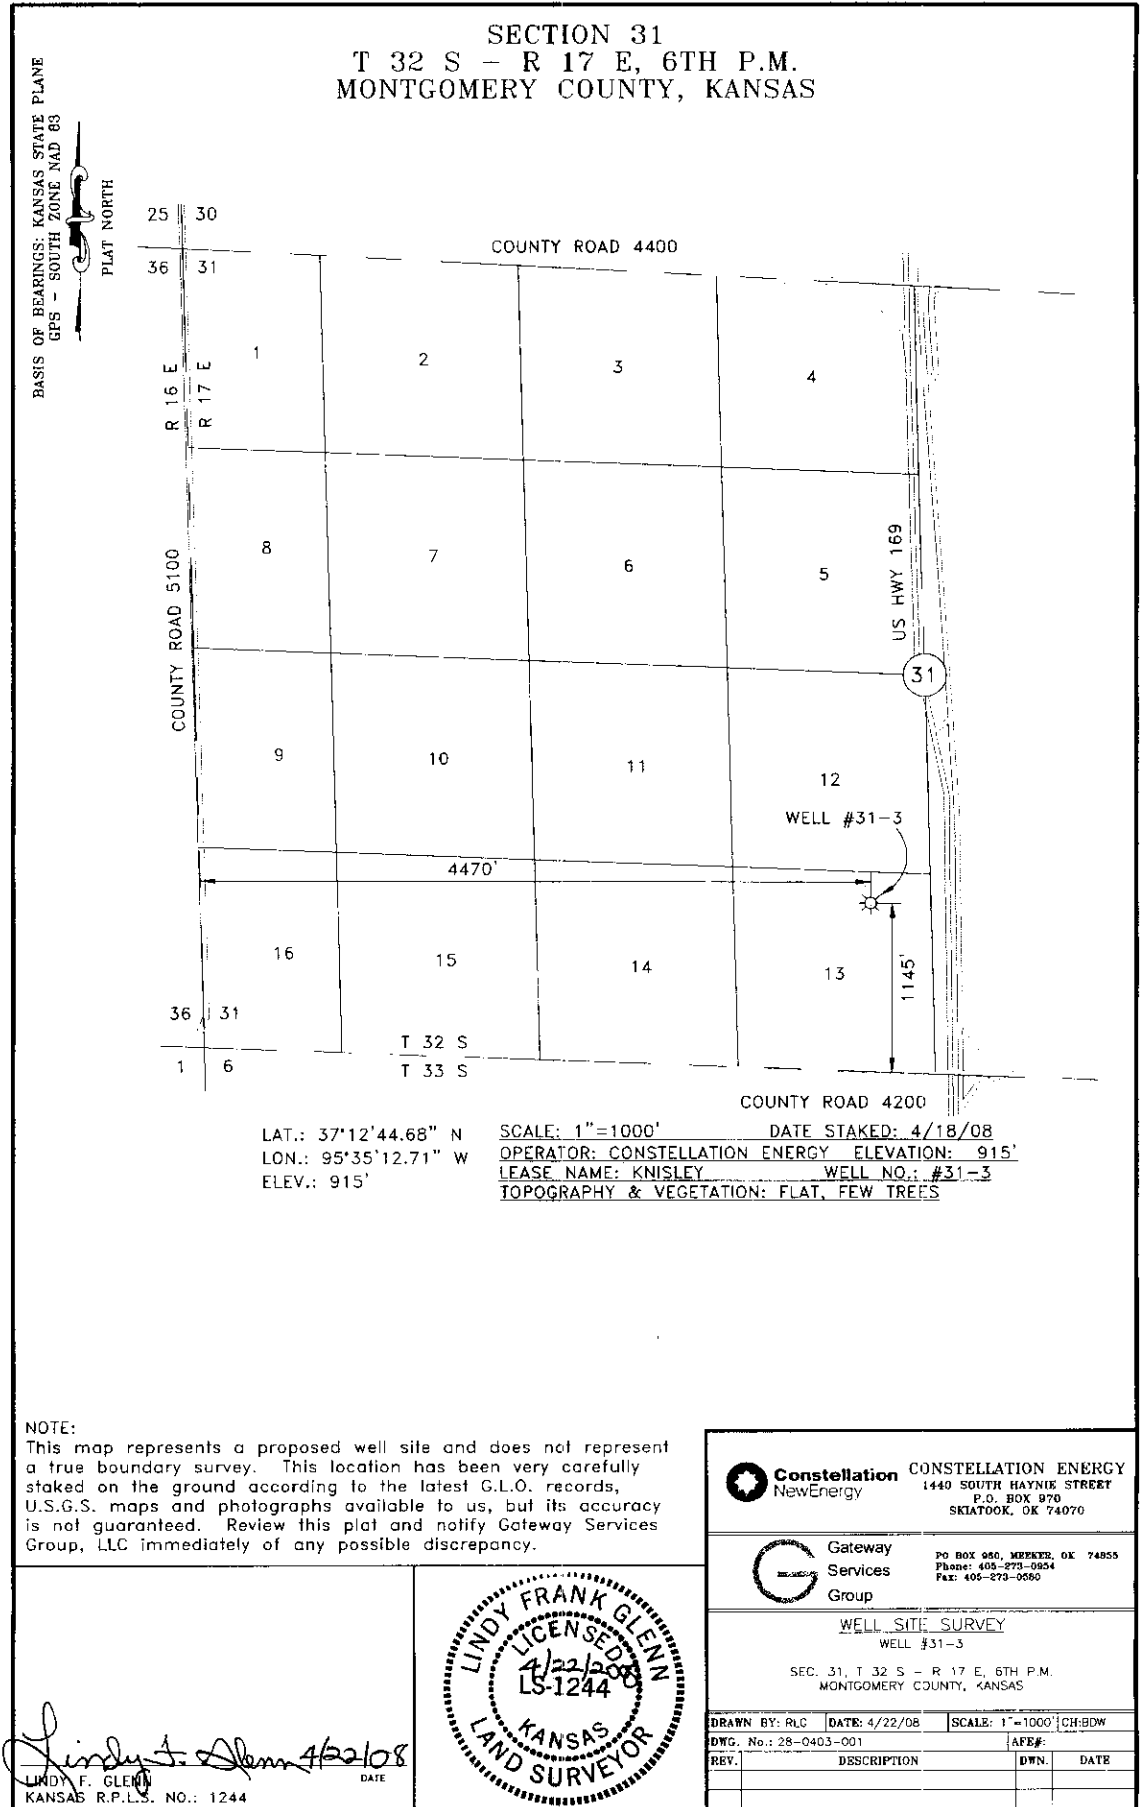 SECTION 31
T 32 S – R 17 E, 6TH P.M.
MONTGOMERY COUNTY, KANSAS
BASIS OF BEARINGS: KANSAS STATE PLANE
GPS – SOUTH ZONE NAD 83
PLAT NORTH
25 30
COUNTY ROAD 4400
36 31
R 16 E
R 17 E
1 2 3 4
US HWY 169
COUNTY ROAD 5100
8 7 6 5
31
9 10 11 12
WELL #31-3
4470'
16 15 14 13
1145'
36 31
T 32 S
1 6
T 33 S
COUNTY ROAD 4200
LAT.: 37°12'44.68" N
LON.: 95°35'12.71" W
ELEV.: 915'
SCALE: 1"=1000' DATE STAKED: 4/18/08
OPERATOR: CONSTELLATION ENERGY ELEVATION: 915'
LEASE NAME: KNISLEY WELL NO.: #31-3
TOPOGRAPHY & VEGETATION: FLAT, FEW TREES
NOTE:
This map represents a proposed well site and does not represent
a true boundary survey. This location has been very carefully
staked on the ground according to the latest G.L.O. records,
U.S.G.S. maps and photographs available to us, but its accuracy
is not guaranteed. Review this plat and notify Gateway Services
Group, LLC immediately of any possible discrepancy.
Constellation
NewEnergy
CONSTELLATION ENERGY
1440 SOUTH HAYNIE STREET
P.O. BOX 970
SKIATOOK, OK 74070
Gateway
Services
Group
PO BOX 960, MEEKER, OK 74855
Phone: 405-273-0954
Fax: 405-273-0580
WELL SITE SURVEY
WELL #31-3
SEC. 31, T 32 S – R 17 E, 6TH P.M.
MONTGOMERY COUNTY, KANSAS
DRAWN BY: RLC DATE: 4/22/08 SCALE: 1"=1000' CH:BDW
DWG. No.: 28-0403-001 AFE#:
REV. DESCRIPTION DWN. DATE
LINDY FRANK GLENN
LICENSED
4/22/2008
LS-1244
KANSAS
LAND SURVEYOR
Lindy F. Glenn 4/22/08
LINDY F. GLENN DATE
KANSAS R.P.L.S. NO.: 1244